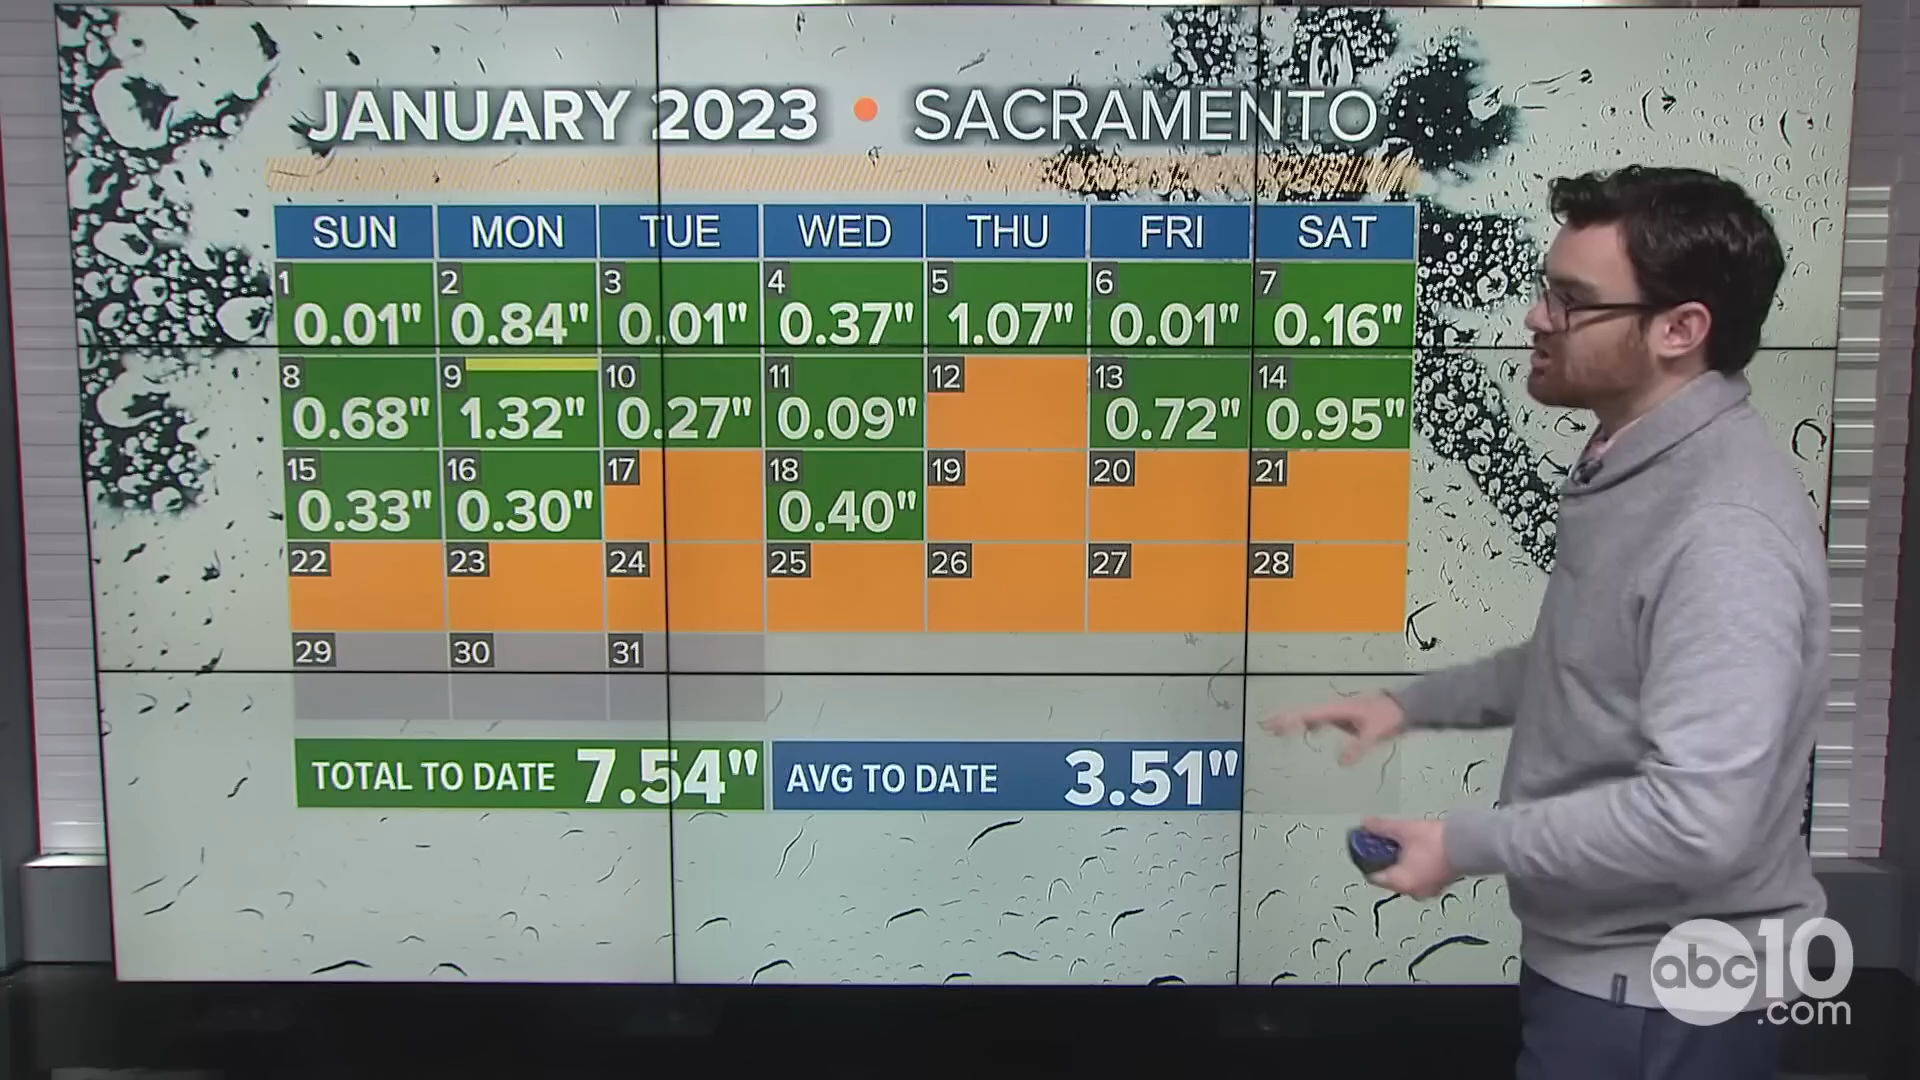 JANUARY 2023 • SACRAMENTO
SUN MON TUE WED THU FRI SAT
1 2 3 4 5 6 7
0.01" 0.84" 0.01" 0.37" 1.07" 0.01" 0.16"
8 9 10 11 12 13 14
0.68" 1.32" 0.27" 0.09" 0.72" 0.95"
15 16 17 18 19 20 21
0.33" 0.30" 0.40"
22 23 24 25 26 27 28
29 30 31
TOTAL TO DATE 7.54" AVG TO DATE 3.51"
abc10
.com